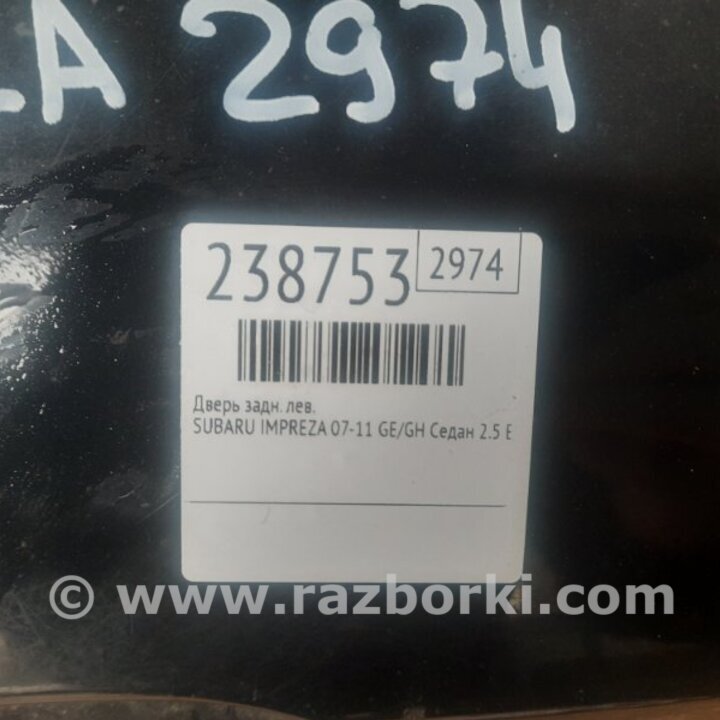 2974
238753 2974
Дверь задн. лев.
SUBARU IMPREZA 07-11 GE/GH Седан 2.5 E
© www.razborki.com